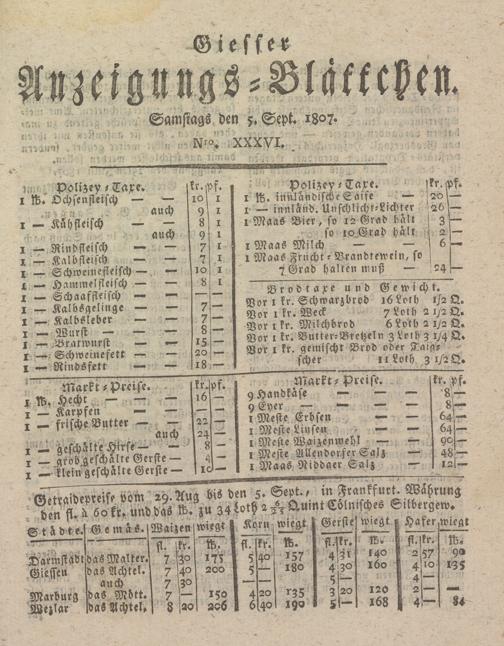 Giesser
Anzeigungs-Blättchen.
Samstags den 5. Sept. 1807.
Nro. XXXVI.
Polizey-Taxe. kr. pf.
1 ℔. Ochsenfleisch — 10 1
auch 9 1
1 — Kühfleisch — 8 1
auch 9 1
1 — Rindfleisch — — 7 1
1 — Kalbfleisch — — 7 1
1 — Schweinefleisch — 10 1
1 — Hammelfleisch — 8 1
1 — Schaaffleisch — — —
1 — Kalbsgelinge — 7 —
1 — Kalbsleber — — 7 —
1 — Wurst — — 8 —
1 — Bratwurst — — 15 —
1 — Schweinefett — 20 —
1 — Rindsfett — — 18 —
Polizey-Taxe. kr. pf.
1 ℔. innländische Saife — 20 —
1 — innländ. Unschlicht-Lichter 26 —
1 Maas Bier, so 12 Grad hält 3 —
so 10 Grad hält 2 —
1 Maas Milch — — 6 —
1 Maas Frucht-Brandtewein, so
7 Grad halten muß — 24 —
Brodtaxe und Gewicht.
Vor 1 kr. Schwarzbrod 16 Loth 1/2 Q.
Vor 1 kr. Weck 7 Loth 2 1/2 Q.
Vor 1 kr. Milchbrod 6 Loth 2 1/2 Q.
Vor 1 kr. Butter-Bretzeln 3 Loth 3 1/4 Q.
Vor 1 kr. gemischt Brod oder Taig-
scher 11 Loth 3 1/2 Q.
Markt-Preise. kr. pf.
1 ℔. Hecht — — 16 —
1 — Karpfen — — — —
1 — frische Butter — 22 —
auch 24 —
1 — geschälte Hirse — 8 —
1 — grob geschälte Gerste —
1 — klein geschälte Gerste — 10 —
Markt-Preise. kr. pf.
9 Handkäse — — 8 —
9 Eyer — — — 8 —
1 Meste Erbsen — 64 —
1 Meste Linsen — 64 —
1 Meste Waizenmehl — 90 —
1 Meste Allendorfer Salz 48 —
1 Maas Niddaer Salz — 12 —
Getraidepreise vom 29. Aug bis den 5. Sept., in Frankfurt. Währung
den fl. à 60 kr. und das ℔. zu 34 Loth Quint Cölnisches Silbergew.
Städte. Gemäs. Waizen wiegt Korn wiegt Gerste wiegt Hafer wiegt
fl. kr. ℔ fl. kr. ℔ fl. kr. ℔ fl. kr. ℔
Darmstadt das Malter. 7 30 175 5 40 157 4 31 140 2 57 90
Giessen das Achtel. 7 40 200 5 — 180 4 30 160 4 10 135
auch 7 30 5 — 5 — 4 —
Marburg das Mött. 7 — 150 4 20 135 3 20 120
Wezlar das Achtel. 8 20 206 6 40 190 5 — 168 4 — 84